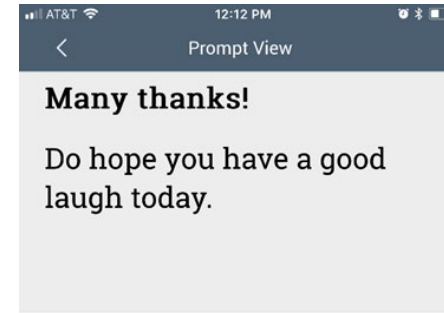 AT&T 12:12 PM
Prompt View
Many thanks!
Do hope you have a good
laugh today.